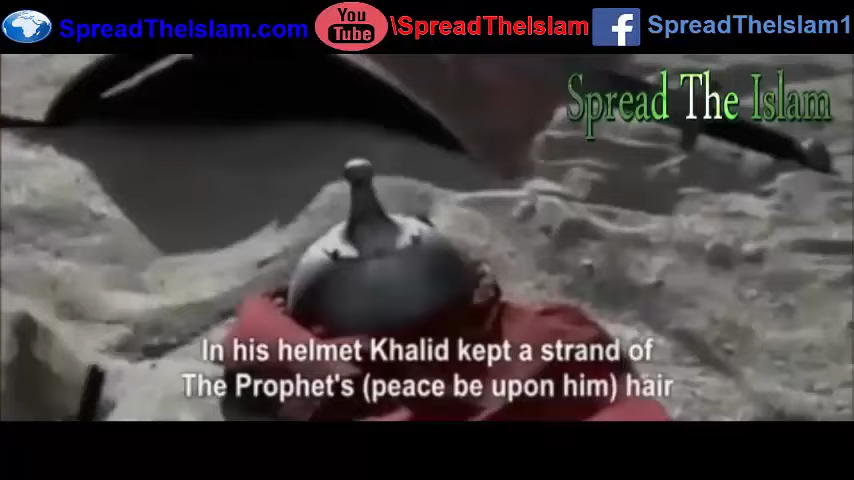 SpreadTheIslam.com
You Tube
\SpreadTheIslam
f
SpreadTheIslam1
Spread The Islam
In his helmet Khalid kept a strand of
The Prophet's (peace be upon him) hair